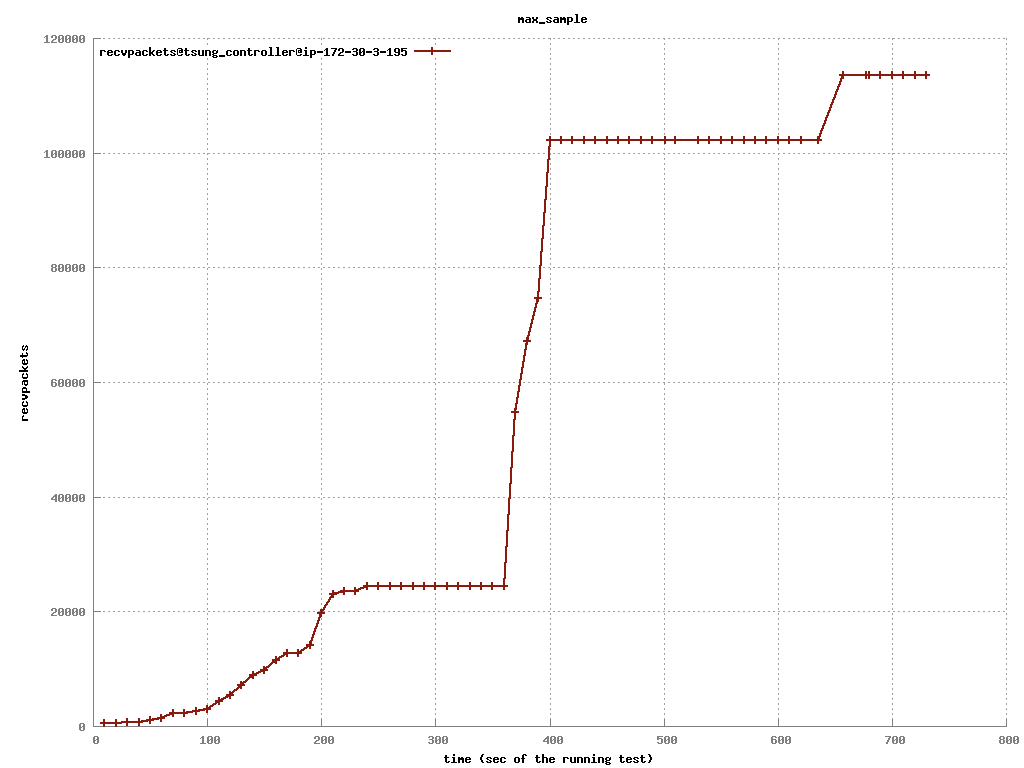 max_sample
120000
recvpackets@tsung_controller@ip-172-30-3-195
100000
80000
recvpackets
60000
40000
20000
0
0 100 200 300 400 500 600 700 800
time (sec of the running test)